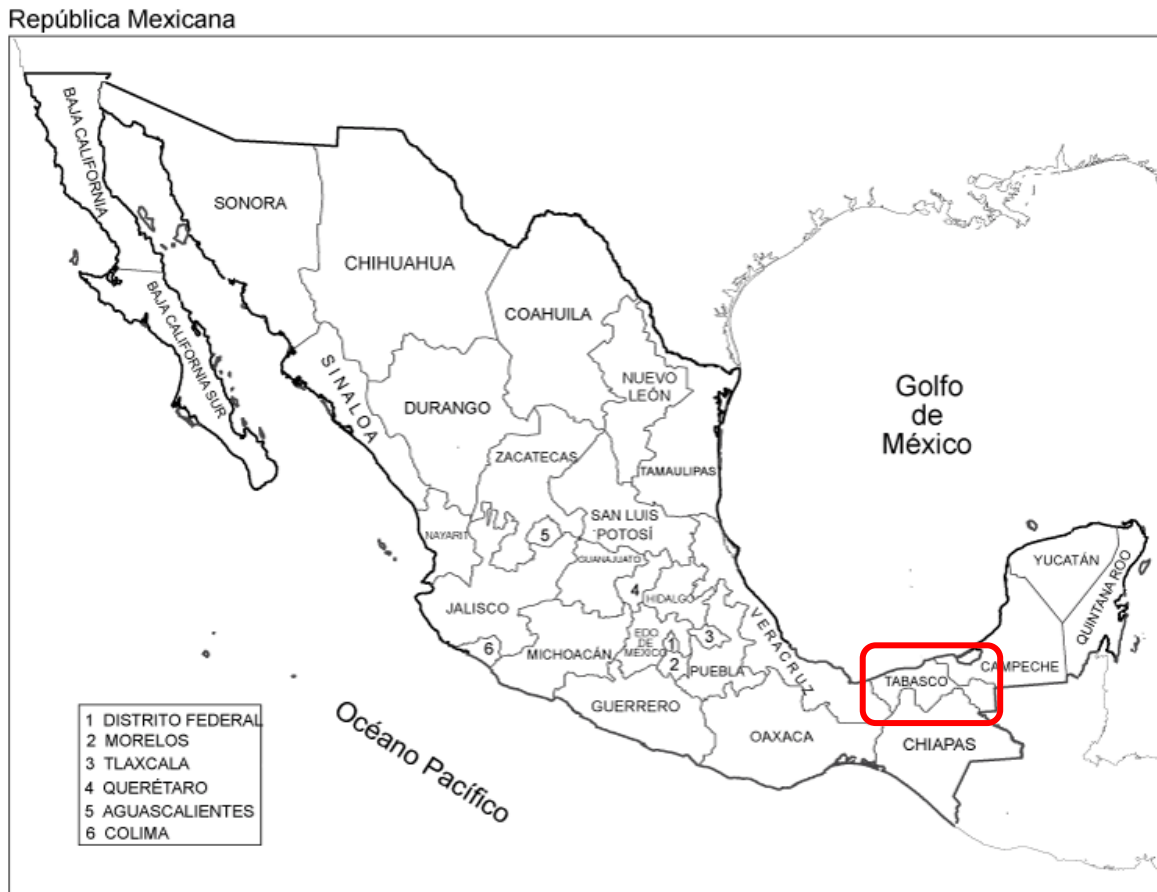 República Mexicana
BAJA CALIFORNIA
SONORA
CHIHUAHUA
COAHUILA
BAJA CALIFORNIA SUR
SINALOA
NUEVO
LEÓN
DURANGO
Golfo
de
México
ZACATECAS
TAMAULIPAS
SAN LUIS
POTOSÍ
NAYARIT
5
GUANAJUATO
YUCATÁN
QUINTANA ROO
4
HIDALGO
JALISCO
VERACRUZ
EDO
DE
MÉXICO
1
3
6
MICHOACÁN
2
PUEBLA
CAMPECHE
TABASCO
GUERRERO
OAXACA
CHIAPAS
Océano Pacífico
1 DISTRITO FEDERAL
2 MORELOS
3 TLAXCALA
4 QUERÉTARO
5 AGUASCALIENTES
6 COLIMA